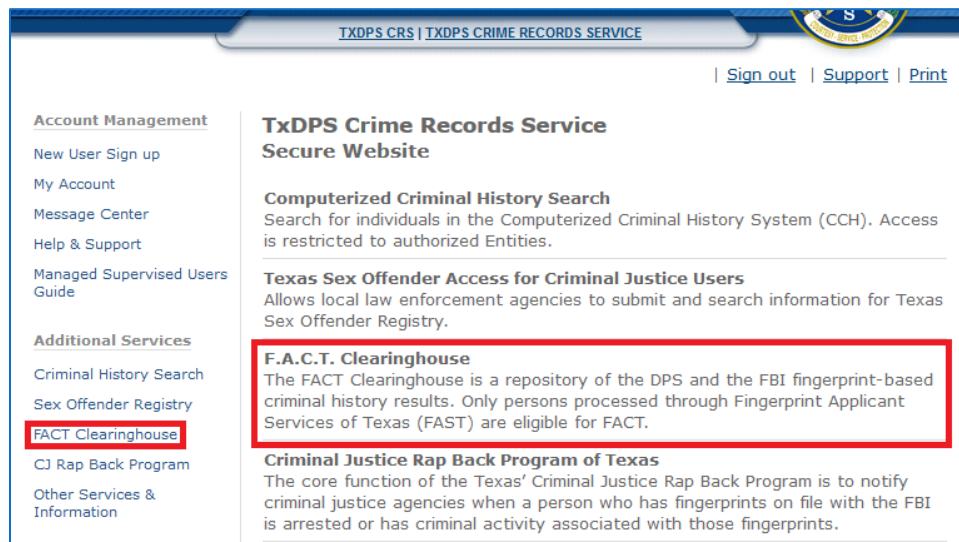 TXDPS CRS | TXDPS CRIME RECORDS SERVICE
S
| Sign out | Support | Print
Account Management
New User Sign up
My Account
Message Center
Help & Support
Managed Supervised Users
Guide
Additional Services
Criminal History Search
Sex Offender Registry
FACT Clearinghouse
CJ Rap Back Program
Other Services &
Information
TxDPS Crime Records Service
Secure Website
Computerized Criminal History Search
Search for individuals in the Computerized Criminal History System (CCH). Access
is restricted to authorized Entities.
Texas Sex Offender Access for Criminal Justice Users
Allows local law enforcement agencies to submit and search information for Texas
Sex Offender Registry.
F.A.C.T. Clearinghouse
The FACT Clearinghouse is a repository of the DPS and the FBI fingerprint-based
criminal history results. Only persons processed through Fingerprint Applicant
Services of Texas (FAST) are eligible for FACT.
Criminal Justice Rap Back Program of Texas
The core function of the Texas' Criminal Justice Rap Back Program is to notify
criminal justice agencies when a person who has fingerprints on file with the FBI
is arrested or has criminal activity associated with those fingerprints.